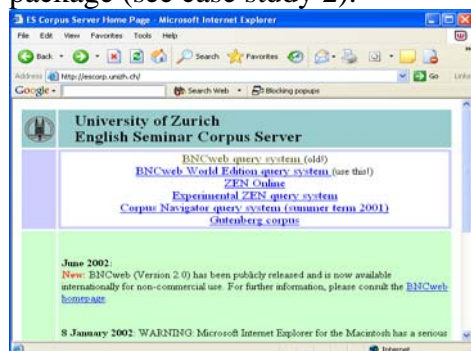 package (see case study 2).
ES Corpus Server Home Page - Microsoft Internet Explorer
File Edit View Favorites Tools Help
Back Search Favorites
Address http://escorp.unizh.ch/ Go Links
Google Search Web Blocking popups
University of Zurich
English Seminar Corpus Server
BNCweb query system (old!)
BNCweb World Edition query system (use this!)
ZEN Online
Experimental ZEN query system
Corpus Navigator query system (summer term 2001)
Gutenberg corpus
June 2002:
New: BNCweb (Version 2.0) has been publicly released and is now available
internationally for non-commercial use. For further information, please consult the BNCweb
homepage.
8 January 2002: WARNING: Microsoft Internet Explorer for the Macintosh has a serious
Internet